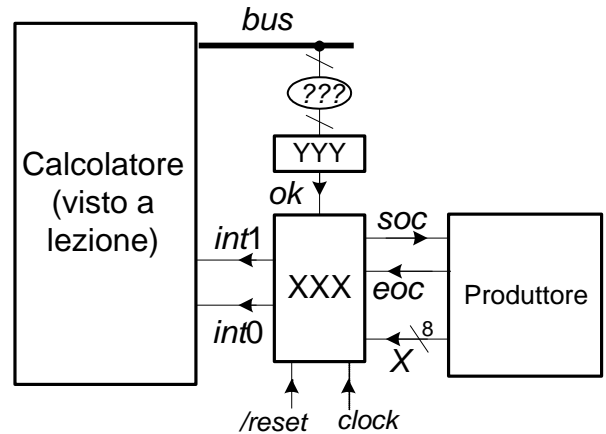 bus
???
Calcolatore
(visto a
lezione)
YYY
ok
int1
int0
XXX
soc
eoc
8
X
Produttore
/reset
clock